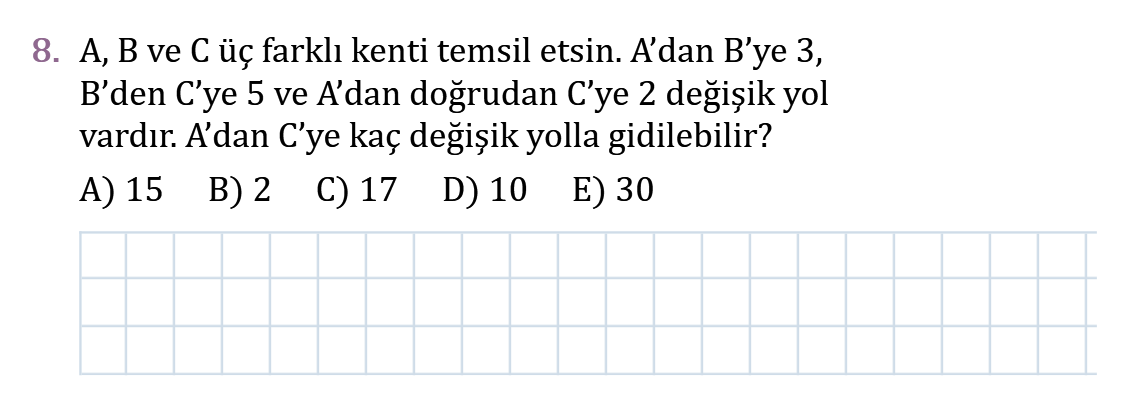 8. A, B ve C üç farklı kenti temsil etsin. A’dan B’ye 3,
B’den C’ye 5 ve A’dan doğrudan C’ye 2 değişik yol
vardır. A’dan C’ye kaç değişik yolla gidilebilir?
A) 15 B) 2 C) 17 D) 10 E) 30